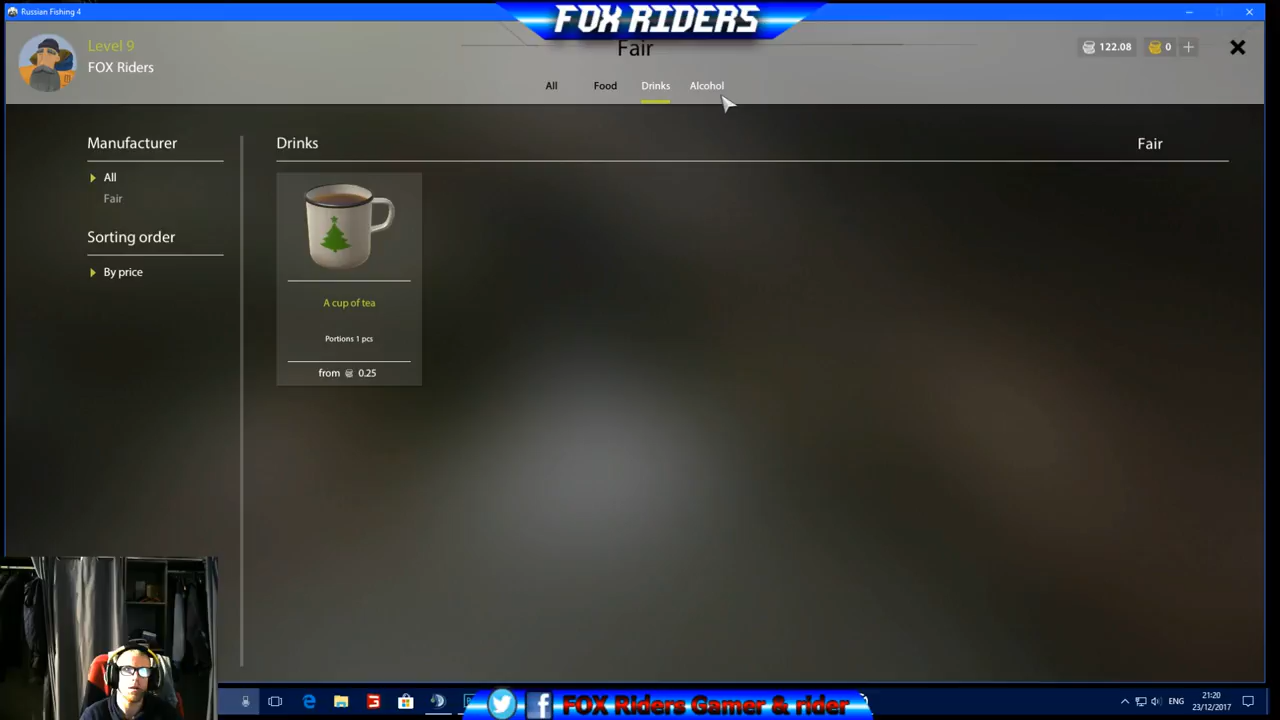 Russian Fishing 4
FOX RIDERS
Level 9
FOX Riders
Fair
122.08
0
All
Food
Drinks
Alcohol
Manufacturer
All
Fair
Sorting order
By price
Drinks
Fair
A cup of tea
Portions 1 pcs
from 0.25
FOX Riders Gamer & rider
ENG
21:20
23/12/2017